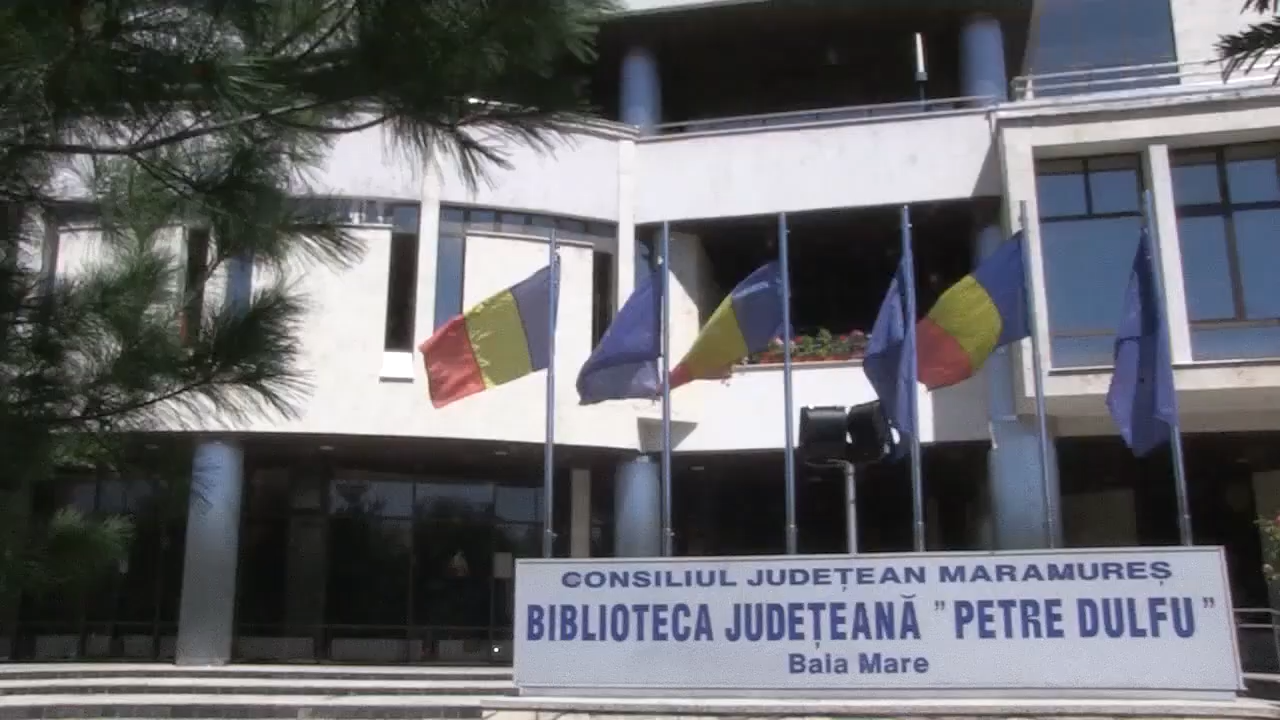 CONSILIUL JUDEȚEAN MARAMUREȘ
BIBLIOTECA JUDEȚEANĂ "PETRE DULFU"
Baia Mare